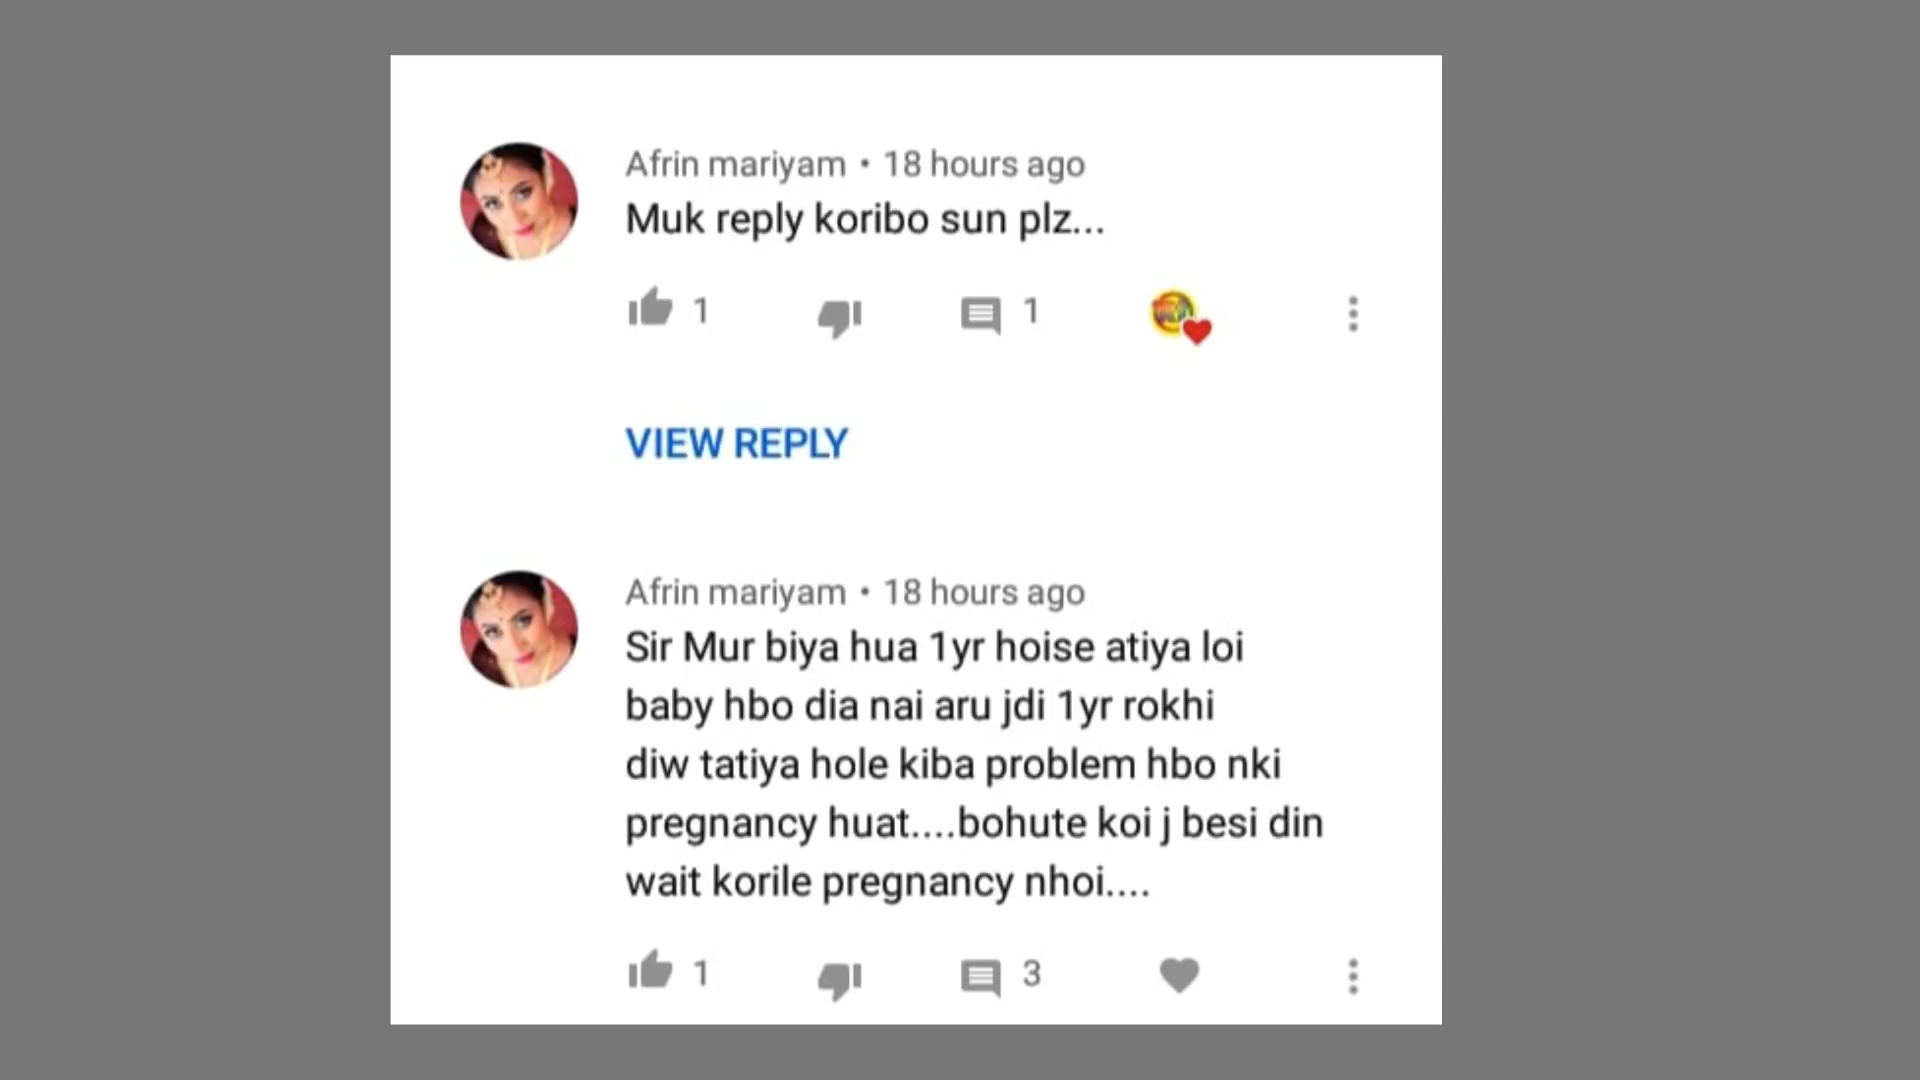 Afrin mariyam • 18 hours ago
Muk reply koribo sun plz...
1
1
VIEW REPLY
Afrin mariyam • 18 hours ago
Sir Mur biya hua 1yr hoise atiya loi
baby hbo dia nai aru jdi 1yr rokhi
diw tatiya hole kiba problem hbo nki
pregnancy huat....bohute koi j besi din
wait korile pregnancy nhoi....
1
3